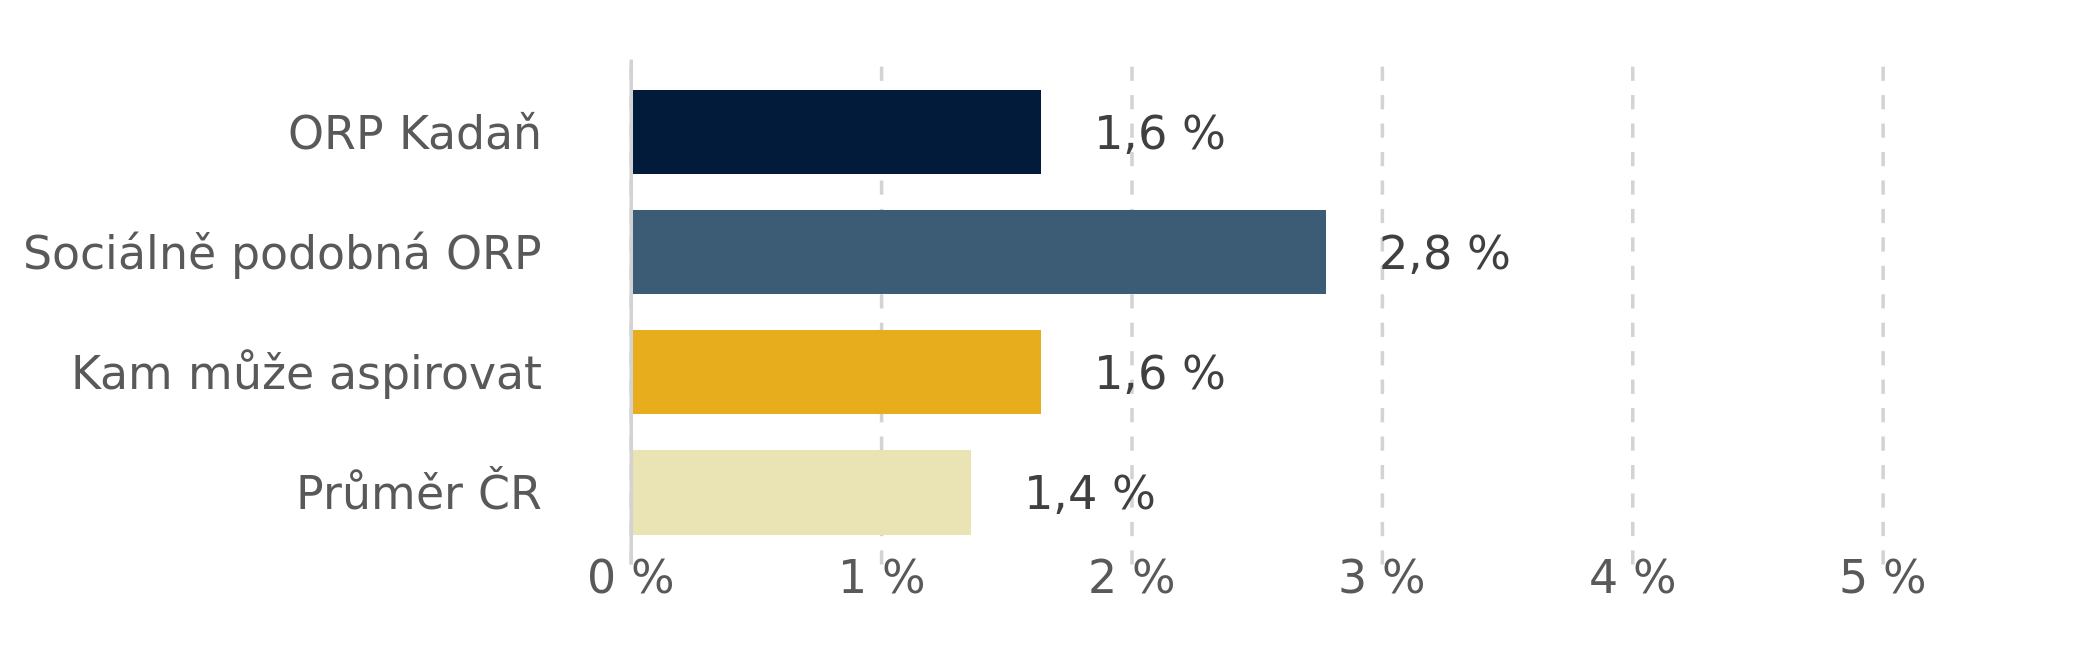 ORP Kadaň 1,6 %
Sociálně podobná ORP 2,8 %
Kam může aspirovat 1,6 %
Průměr ČR 1,4 %
0 % 1 % 2 % 3 % 4 % 5 %